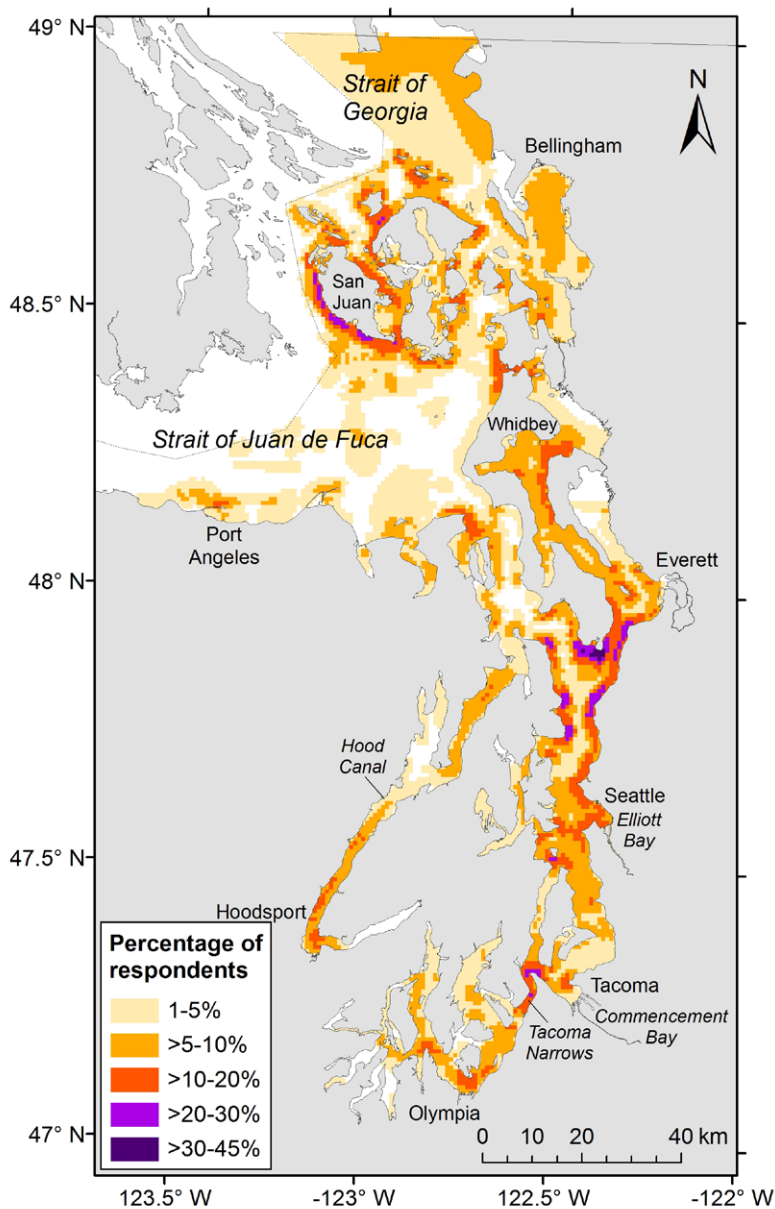 49° N
Strait of
Georgia
N
Bellingham
48.5° N
San
Juan
Whidbey
Strait of Juan de Fuca
Port
Angeles
48° N
Everett
Hood
Canal
Seattle
Elliott
Bay
47.5° N
Hoodsport
Percentage of
respondents
1-5%
>5-10%
>10-20%
>20-30%
>30-45%
Tacoma
Commencement
Bay
Tacoma
Narrows
Olympia
47° N
0 10 20 40 km
123.5° W -123° W -122.5° W -122° W